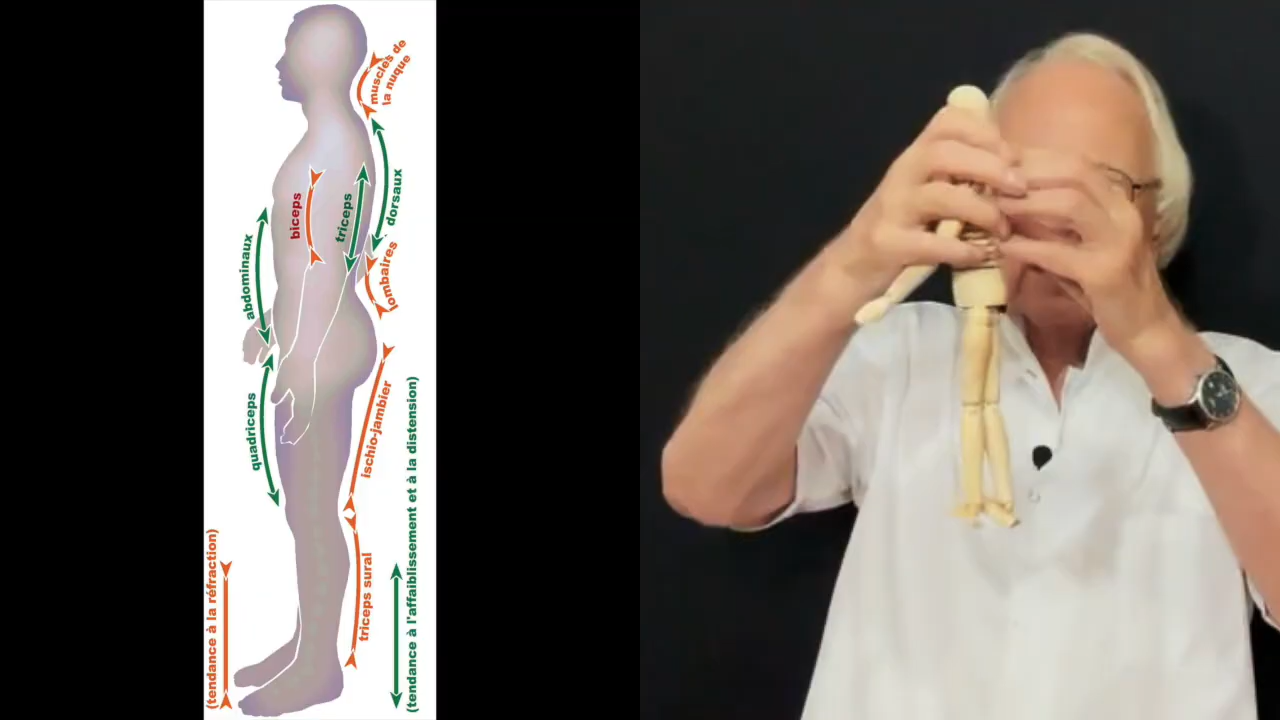 muscles de
la nuque
dorsaux
biceps
triceps
abdominaux
lombaires
quadriceps
ischio-jambier
triceps sural
(tendance à la réfraction)
(tendance à l'affaiblissement et à la distension)